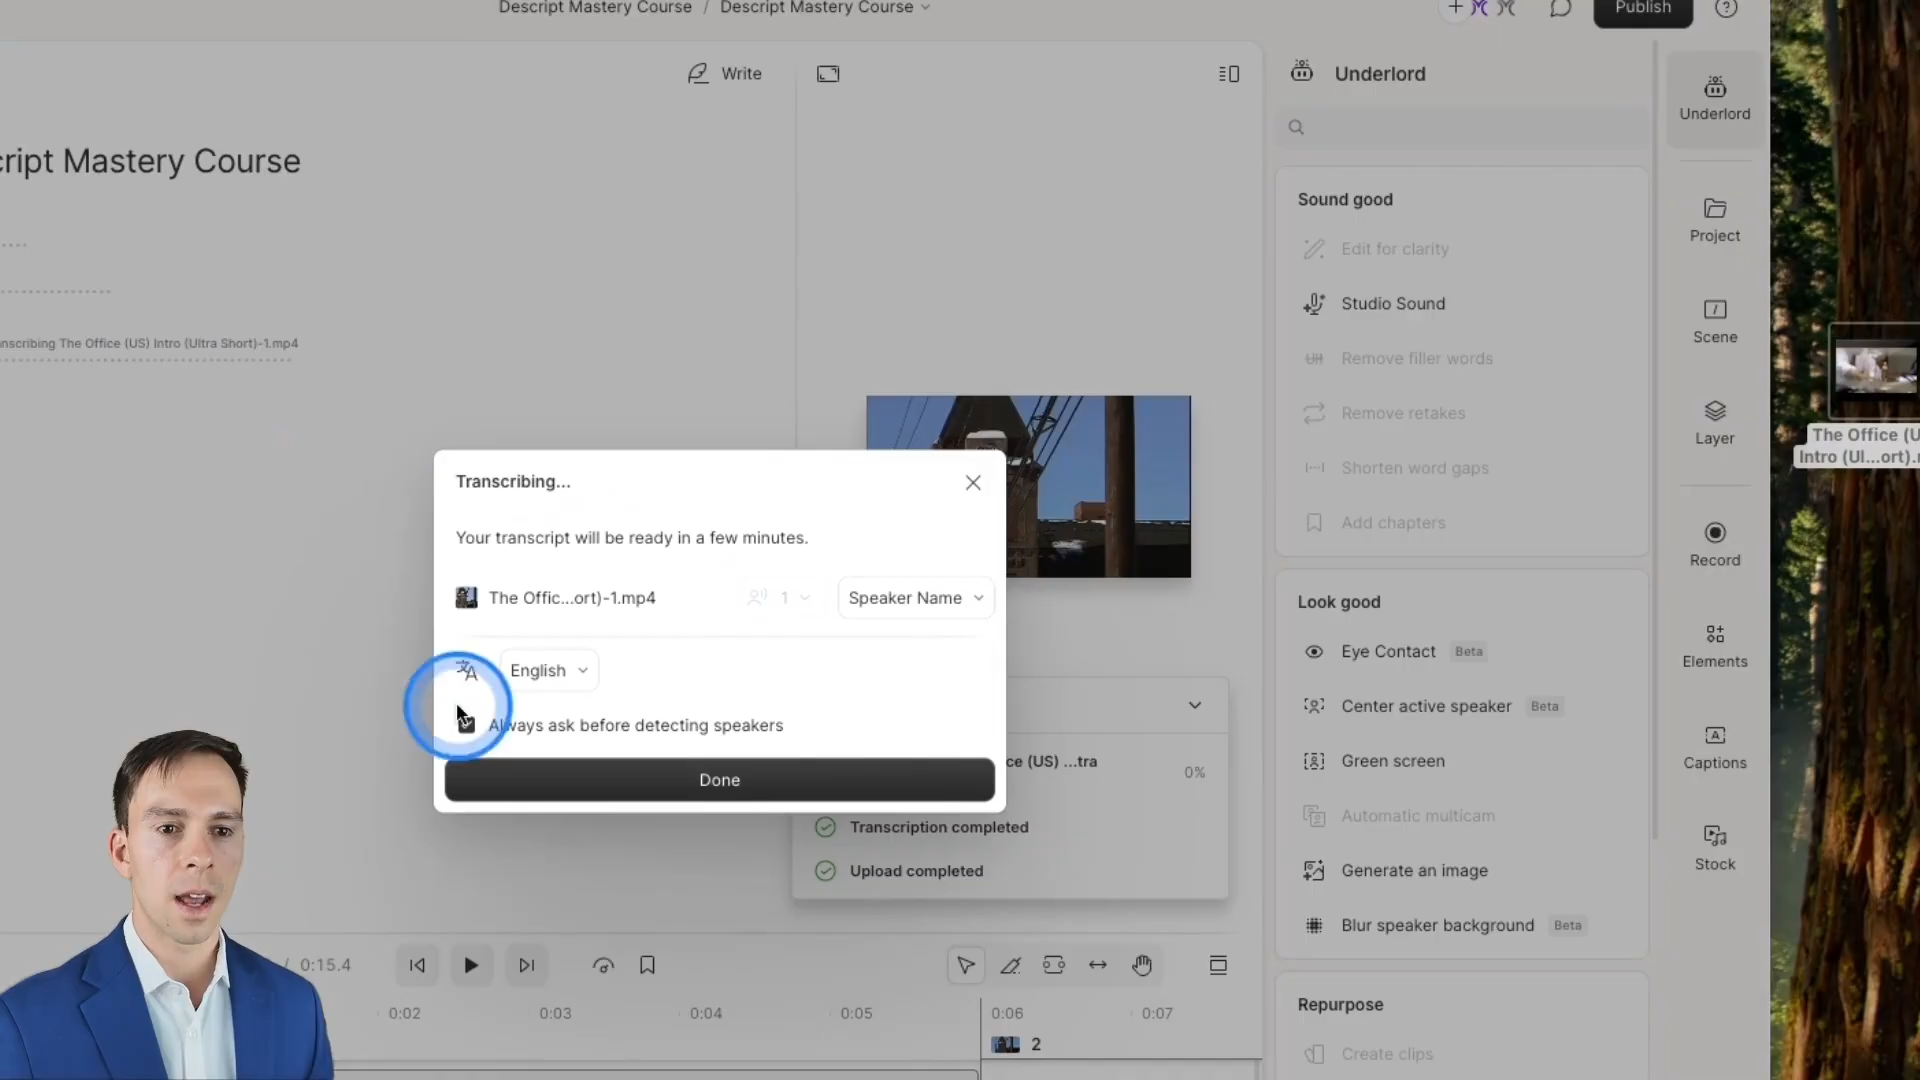 Descript Mastery Course / Descript Mastery Course
Publish
Write
Underlord
Underlord
cript Mastery Course
Sound good
Edit for clarity
Project
Studio Sound
Scene
nscribing The Office (US) Intro (Ultra Short)-1.mp4
Remove filler words
Remove retakes
Layer
The Office (U
Intro (Ul...ort).
Shorten word gaps
Transcribing...
Add chapters
Your transcript will be ready in a few minutes.
Record
The Offic...ort)-1.mp4
1
Speaker Name
Look good
Eye Contact Beta
Elements
English
Center active speaker Beta
Always ask before detecting speakers
Green screen
Captions
ce (US) ...tra
0%
Done
Automatic multicam
Transcription completed
Upload completed
Generate an image
Stock
Blur speaker background Beta
/ 0:15.4
Repurpose
0:02
0:03
0:04
0:05
0:06
0:07
2
Create clips